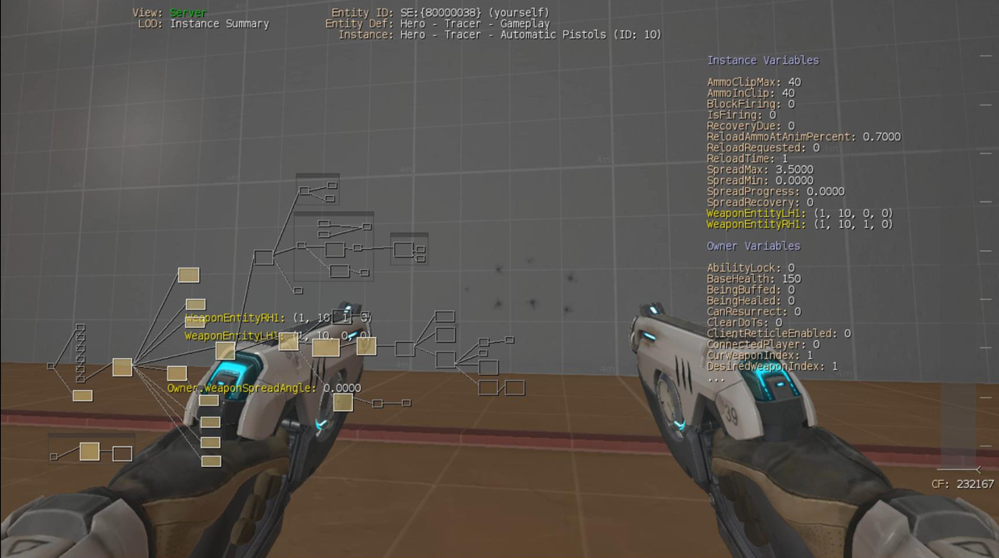 View: Server
LOD: Instance Summary
Entity ID: SE:{80000038} (yourself)
Entity Def: Hero - Tracer - Gameplay
Instance: Hero - Tracer - Automatic Pistols (ID: 10)
Instance Variables
AmmoClipMax: 40
AmmoInClip: 40
BlockFiring: 0
IsFiring: 0
RecoveryDue: 0
ReloadAmmoAtAnimPercent: 0.7000
ReloadRequested: 0
ReloadTime: 1
SpreadMax: 3.5000
SpreadMin: 0.0000
SpreadProgress: 0.0000
SpreadRecovery: 0
WeaponEntityLH1: (1, 10, 0, 0)
WeaponEntityRH1: (1, 10, 1, 0)
Owner Variables
AbilityLock: 0
BaseHealth: 150
BeingBuffed: 0
BeingHealed: 0
CanResurrect: 0
ClearDoTs: 0
ClientReticleEnabled: 0
ConnectedPlayer: 0
CurWeaponIndex: 1
DesiredWeaponIndex: 1
...
WeaponEntityRH1: (1, 10, 1, 0)
WeaponEntityLH1: (1, 10, 0, 0)
Owner.WeaponSpreadAngle: 0.0000
39
CF: 232167